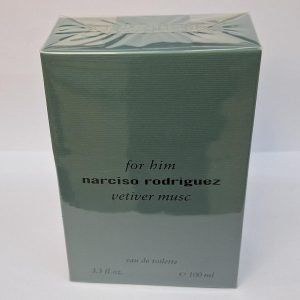 for him
narciso rodriguez
vetiver musc
eau de toilette
3.3 fl oz. ℮ 100 ml